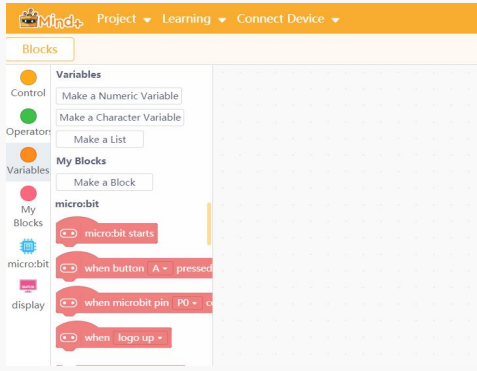 Mind+ Project Learning Connect Device
Blocks
Control
Operators
Variables
My
Blocks
micro:bit
display
Variables
Make a Numeric Variable
Make a Character Variable
Make a List
My Blocks
Make a Block
micro:bit
micro:bit starts
when button A pressed
when microbit pin P0
when logo up